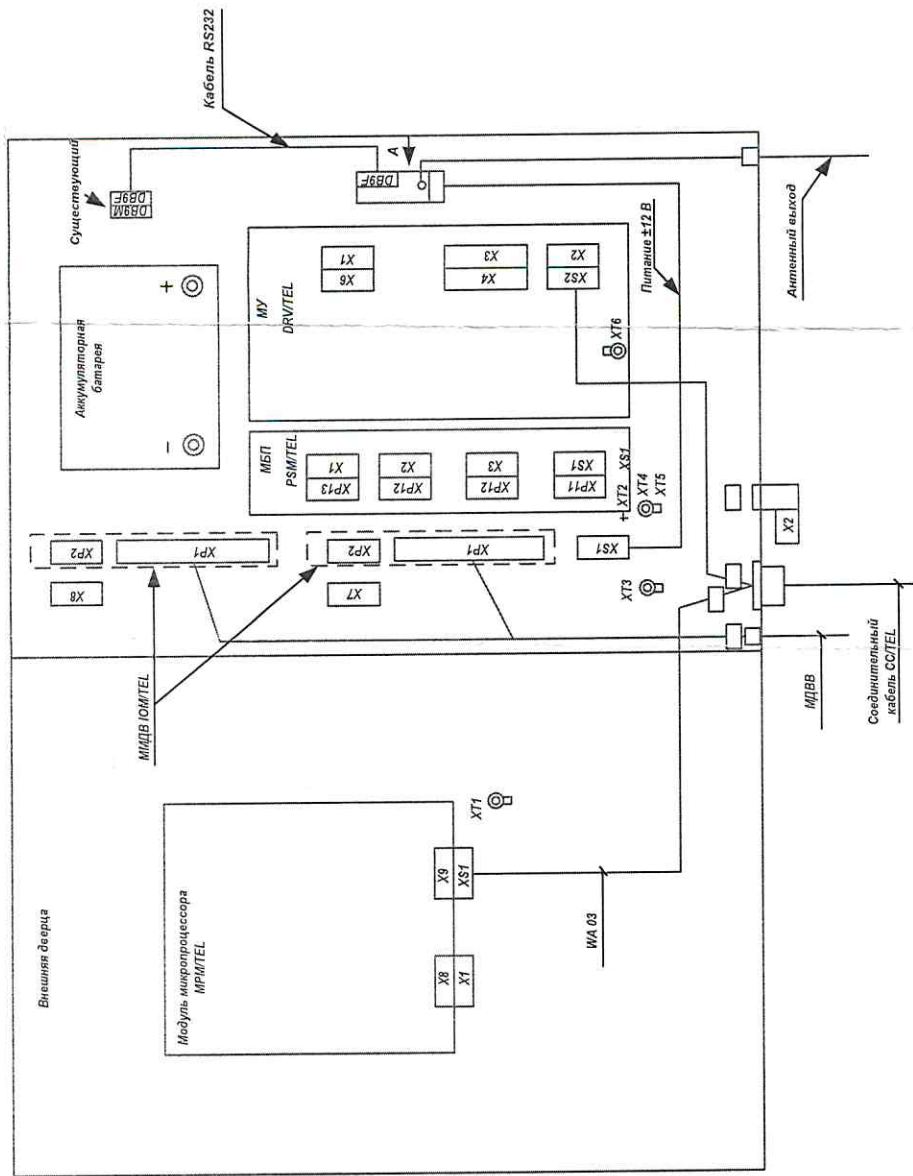 Кабель RS232
Существующий
DB9M
DB9F
DB9F
А
Аккумуляторная
батарея
+
−
МУ
DRV/TEL
X6
X1
X4
X3
XS2
X2
XT6
Питание ±12 В
Антенный выход
МБП
PSM/TEL
XP13
X1
XP12
X2
XP12
X3
XP11
XS1
XS1
+
XT2
XT4
XT5
XP2
XP1
X8
XP2
XP1
X7
XS1
XT3
X2
МИДВ IOM/TEL
МДВВ
Соединительный
кабель CC/TEL
Внешняя дверца
Модуль микропроцессора
MPM/TEL
X8
X1
X9
XS1
XT1
WA 03